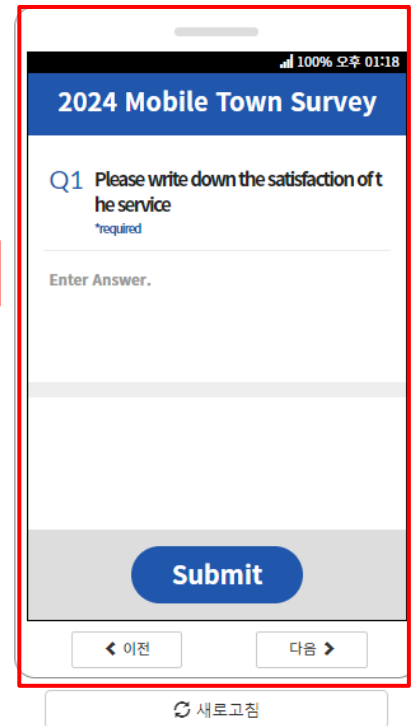 100% 오후 01:18
2024 Mobile Town Survey
Q1 Please write down the satisfaction of t
he service
*required
Enter Answer.
Submit
이전
다음
새로고침